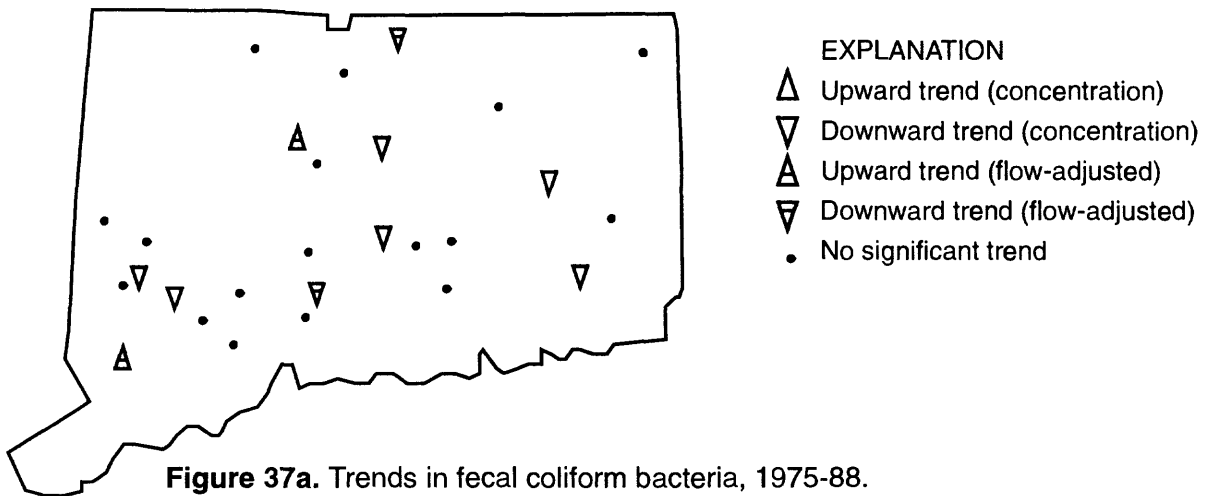 EXPLANATION
Upward trend (concentration)
Downward trend (concentration)
Upward trend (flow-adjusted)
Downward trend (flow-adjusted)
No significant trend
Figure 37a. Trends in fecal coliform bacteria, 1975-88.